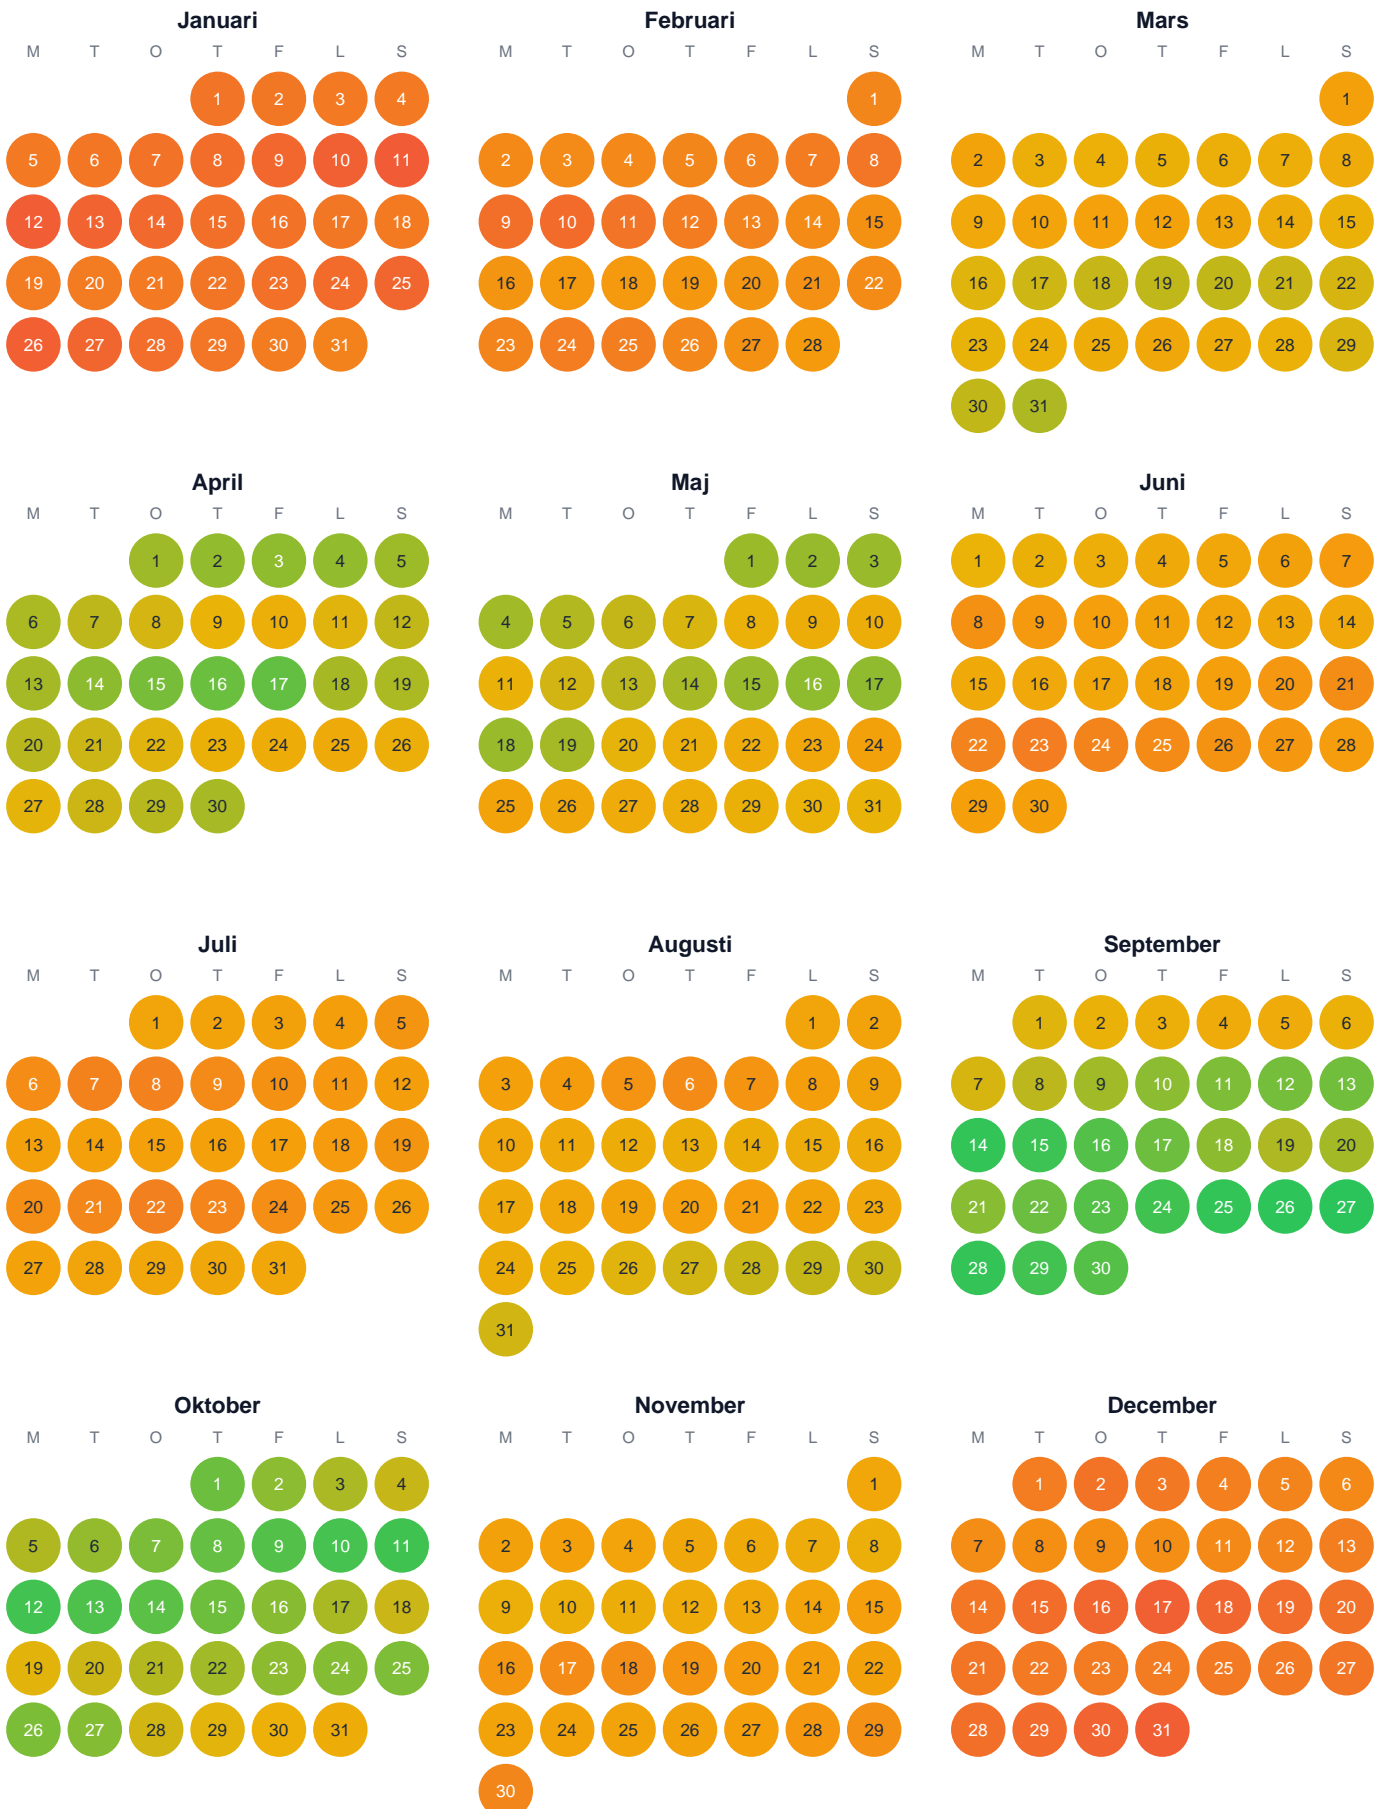 Januari Februari Mars
M T O T F L S M T O T F L S M T O T F L S
1 2 3 4 1 1
5 6 7 8 9 10 11 2 3 4 5 6 7 8 2 3 4 5 6 7 8
12 13 14 15 16 17 18 9 10 11 12 13 14 15 9 10 11 12 13 14 15
19 20 21 22 23 24 25 16 17 18 19 20 21 22 16 17 18 19 20 21 22
26 27 28 29 30 31 23 24 25 26 27 28 23 24 25 26 27 28 29
30 31
April Maj Juni
M T O T F L S M T O T F L S M T O T F L S
1 2 3 4 5 1 2 3 1 2 3 4 5 6 7
6 7 8 9 10 11 12 4 5 6 7 8 9 10 8 9 10 11 12 13 14
13 14 15 16 17 18 19 11 12 13 14 15 16 17 15 16 17 18 19 20 21
20 21 22 23 24 25 26 18 19 20 21 22 23 24 22 23 24 25 26 27 28
27 28 29 30 25 26 27 28 29 30 31 29 30
Juli Augusti September
M T O T F L S M T O T F L S M T O T F L S
1 2 3 4 5 1 2 1 2 3 4 5 6
6 7 8 9 10 11 12 3 4 5 6 7 8 9 7 8 9 10 11 12 13
13 14 15 16 17 18 19 10 11 12 13 14 15 16 14 15 16 17 18 19 20
20 21 22 23 24 25 26 17 18 19 20 21 22 23 21 22 23 24 25 26 27
27 28 29 30 31 24 25 26 27 28 29 30 28 29 30
31
Oktober November December
M T O T F L S M T O T F L S M T O T F L S
1 2 3 4 1 1 2 3 4 5 6
5 6 7 8 9 10 11 2 3 4 5 6 7 8 7 8 9 10 11 12 13
12 13 14 15 16 17 18 9 10 11 12 13 14 15 14 15 16 17 18 19 20
19 20 21 22 23 24 25 16 17 18 19 20 21 22 21 22 23 24 25 26 27
26 27 28 29 30 31 23 24 25 26 27 28 29 28 29 30 31
30